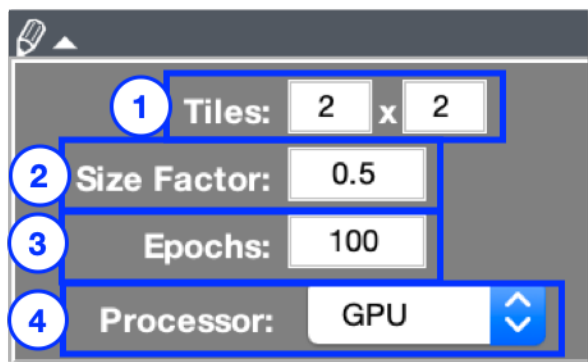 1 Tiles: 2 x 2
2 Size Factor: 0.5
3 Epochs: 100
4 Processor: GPU